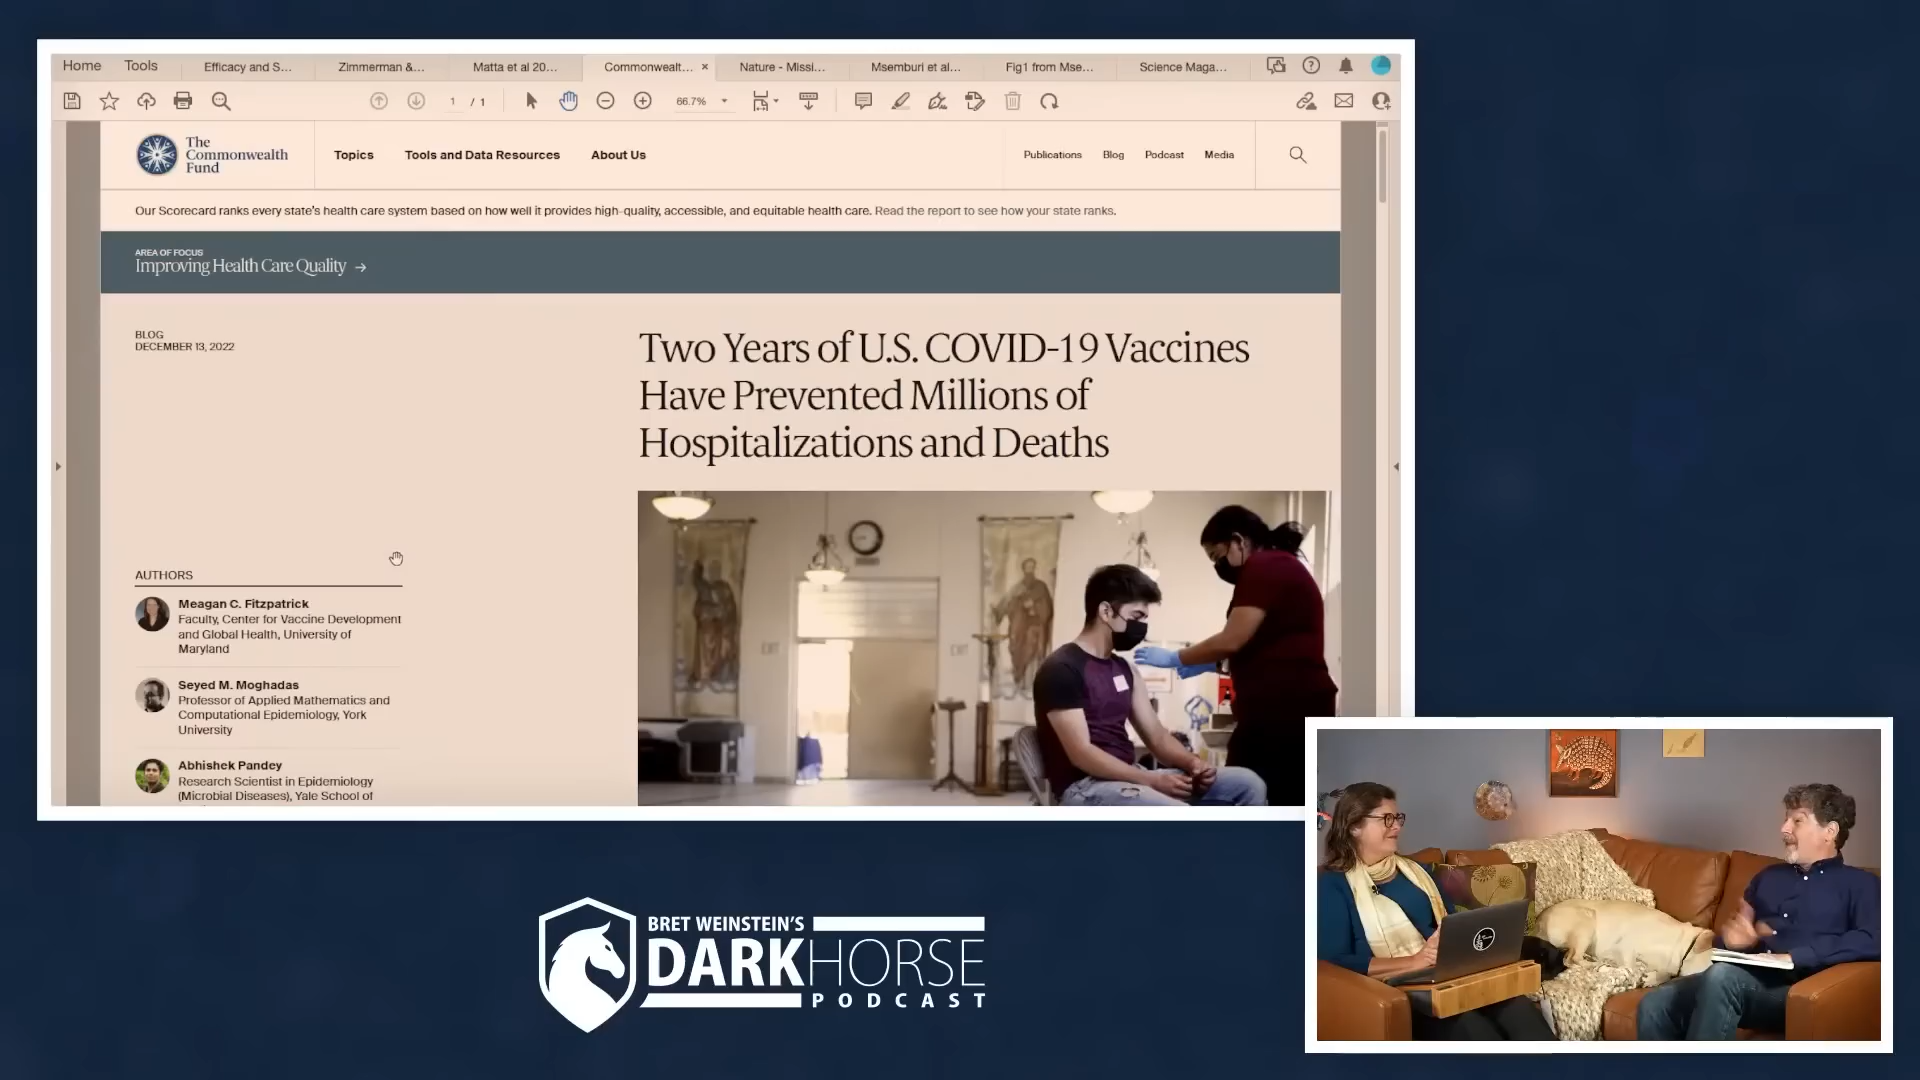 Home
Tools
Efficacy and S...
Zimmerman &...
Matta et al 20...
Commonwealt...
Nature - Missi...
Msemburi et al...
Fig1 from Mse...
Science Maga...
1 / 1
66.7%
The
Commonwealth
Fund
Topics
Tools and Data Resources
About Us
Publications
Blog
Podcast
Media
Our Scorecard ranks every state's health care system based on how well it provides high-quality, accessible, and equitable health care. Read the report to see how your state ranks.
AREA OF FOCUS
Improving Health Care Quality →
BLOG
DECEMBER 13, 2022
Two Years of U.S. COVID-19 Vaccines
Have Prevented Millions of
Hospitalizations and Deaths
AUTHORS
Meagan C. Fitzpatrick
Faculty, Center for Vaccine Development
and Global Health, University of
Maryland
Seyed M. Moghadas
Professor of Applied Mathematics and
Computational Epidemiology, York
University
Abhishek Pandey
Research Scientist in Epidemiology
(Microbial Diseases), Yale School of
BRET WEINSTEIN'S
DARKHORSE
PODCAST